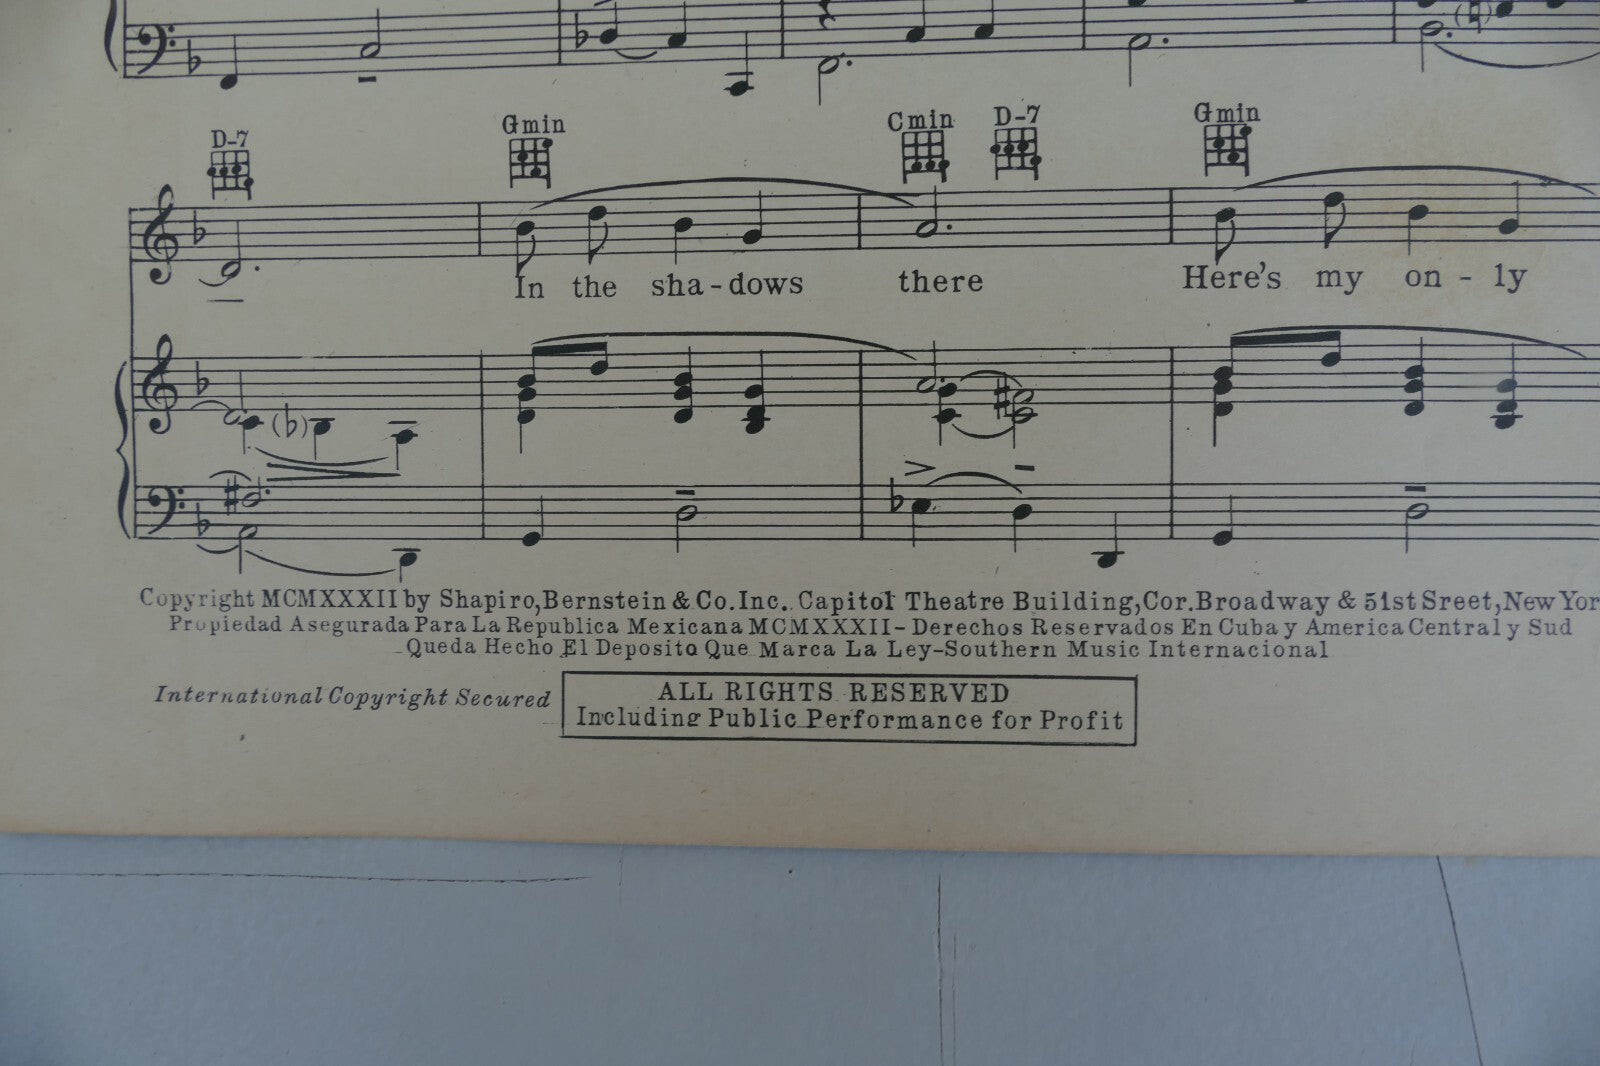 D-7 Gmin Cmin D-7 Gmin
In the sha-dows there Here's my on - ly
Copyright MCMXXXII by Shapiro, Bernstein & Co. Inc. Capitol Theatre Building, Cor. Broadway & 51st Sreet, New Yor
Propiedad Asegurada Para La Republica Mexicana MCMXXXII- Derechos Reservados En Cuba y America Central y Sud
Queda Hecho El Deposito Que Marca La Ley-Southern Music Internacional
International Copyright Secured
ALL RIGHTS RESERVED
Including Public Performance for Profit